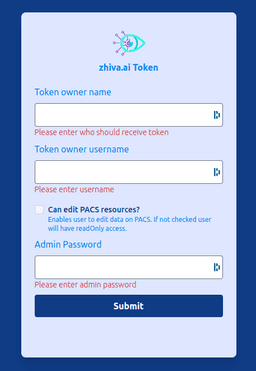 zhiva.ai Token
Token owner name
Please enter who should receive token
Token owner username
Please enter username
Can edit PACS resources?
Enables user to edit data on PACS. If not checked user
will have readOnly access.
Admin Password
Please enter admin password
Submit